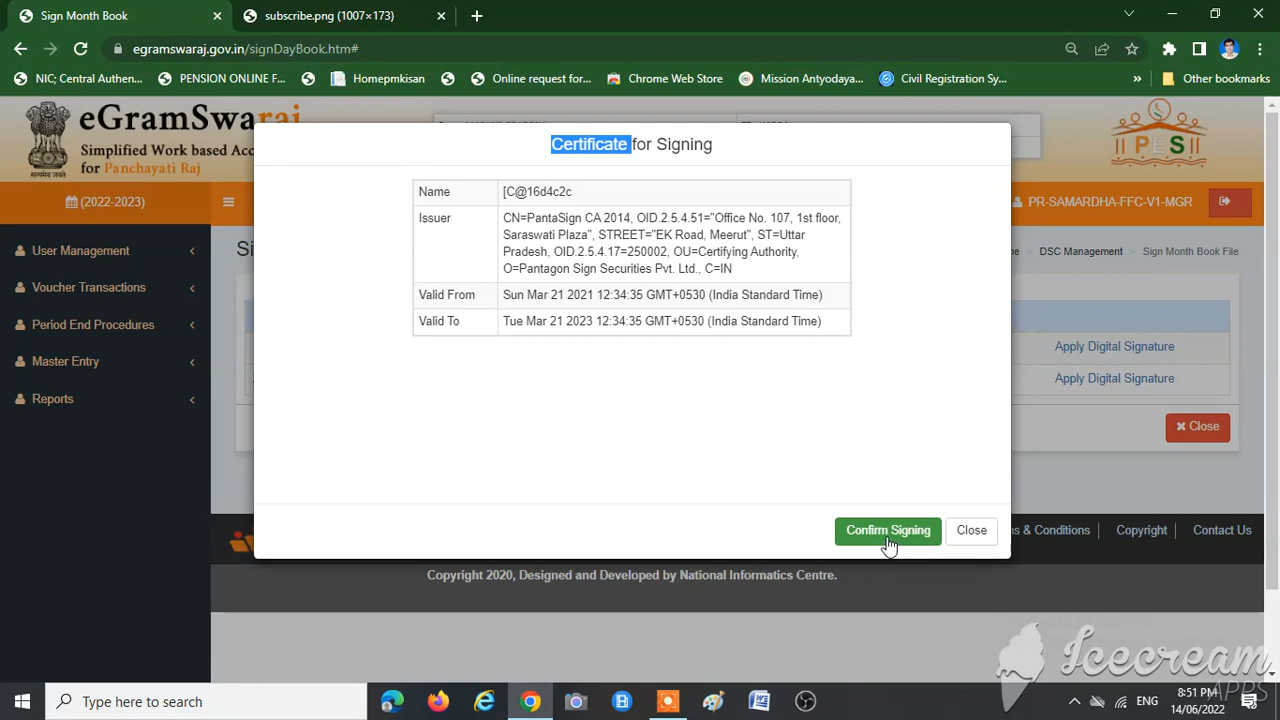 Sign Month Book
subscribe.png (1007×173)
egramswaraj.gov.in/signDayBook.htm#
NIC; Central Authen...
PENSION ONLINE F...
Homepmkisan
Online request for...
Chrome Web Store
Mission Antyodaya...
Civil Registration Sy...
»
Other bookmarks
eGramSwaraj
Simplified Work based Acc
for Panchayati Raj
PES
(2022-2023)
PR-SAMARDHA-FFC-V1-MGR
User Management
Voucher Transactions
Period End Procedures
Master Entry
Reports
Si
ne
DSC Management
Sign Month Book File
Certificate for Signing
Name
[C@16d4c2c
Issuer
CN=PantaSign CA 2014, OID.2.5.4.51="Office No. 107, 1st floor,
Saraswati Plaza", STREET="EK Road, Meerut", ST=Uttar
Pradesh, OID.2.5.4.17=250002, OU=Certifying Authority,
O=Pantagon Sign Securities Pvt. Ltd., C=IN
Valid From
Sun Mar 21 2021 12:34:35 GMT+0530 (India Standard Time)
Valid To
Tue Mar 21 2023 12:34:35 GMT+0530 (India Standard Time)
Apply Digital Signature
Apply Digital Signature
Close
Confirm Signing
Close
ns & Conditions
Copyright
Contact Us
Copyright 2020, Designed and Developed by National Informatics Centre.
Icecream
APPS
Type here to search
ENG
8:51 PM
14/06/2022